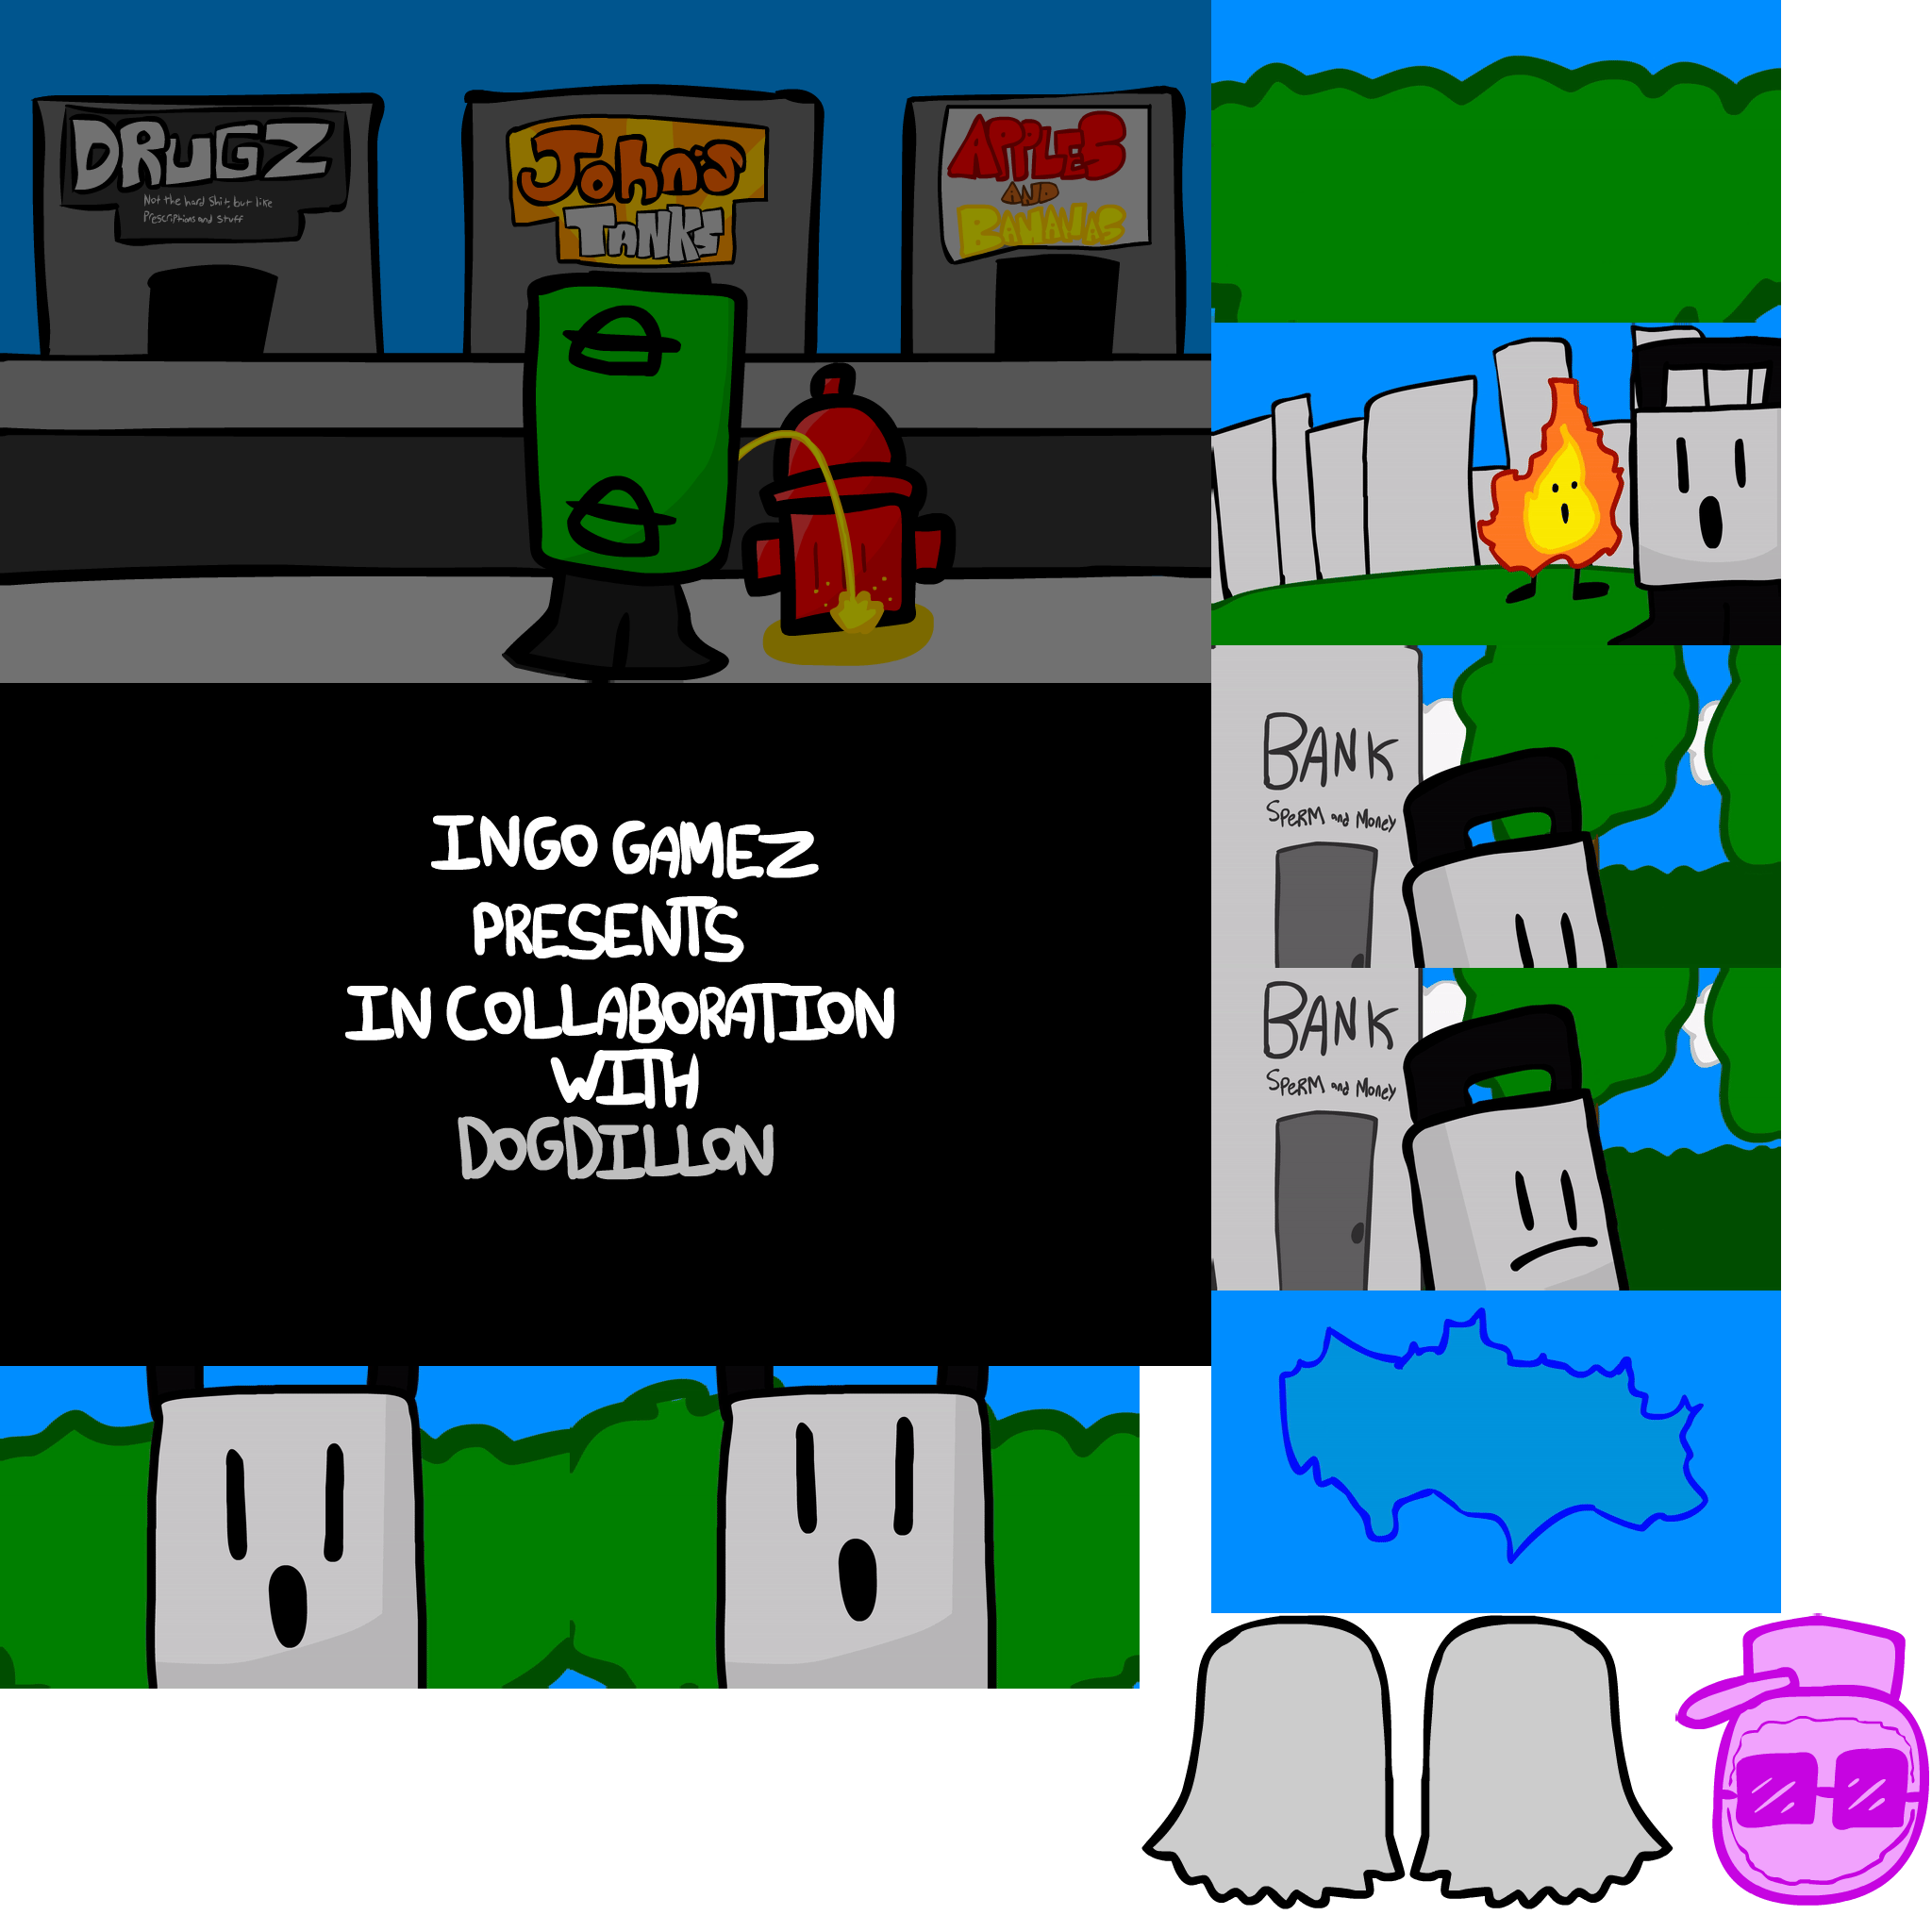 DRUGZ
Not the hard shit, but like
Prescriptions and stuff
John's
TANKS
APPLES
AND
BANANAS
INGO GAMEZ
PRESENTS
IN COLLABORATION
WITH
DOGDILLON
BANK
SPERM and Money
BANK
SPERM and Money